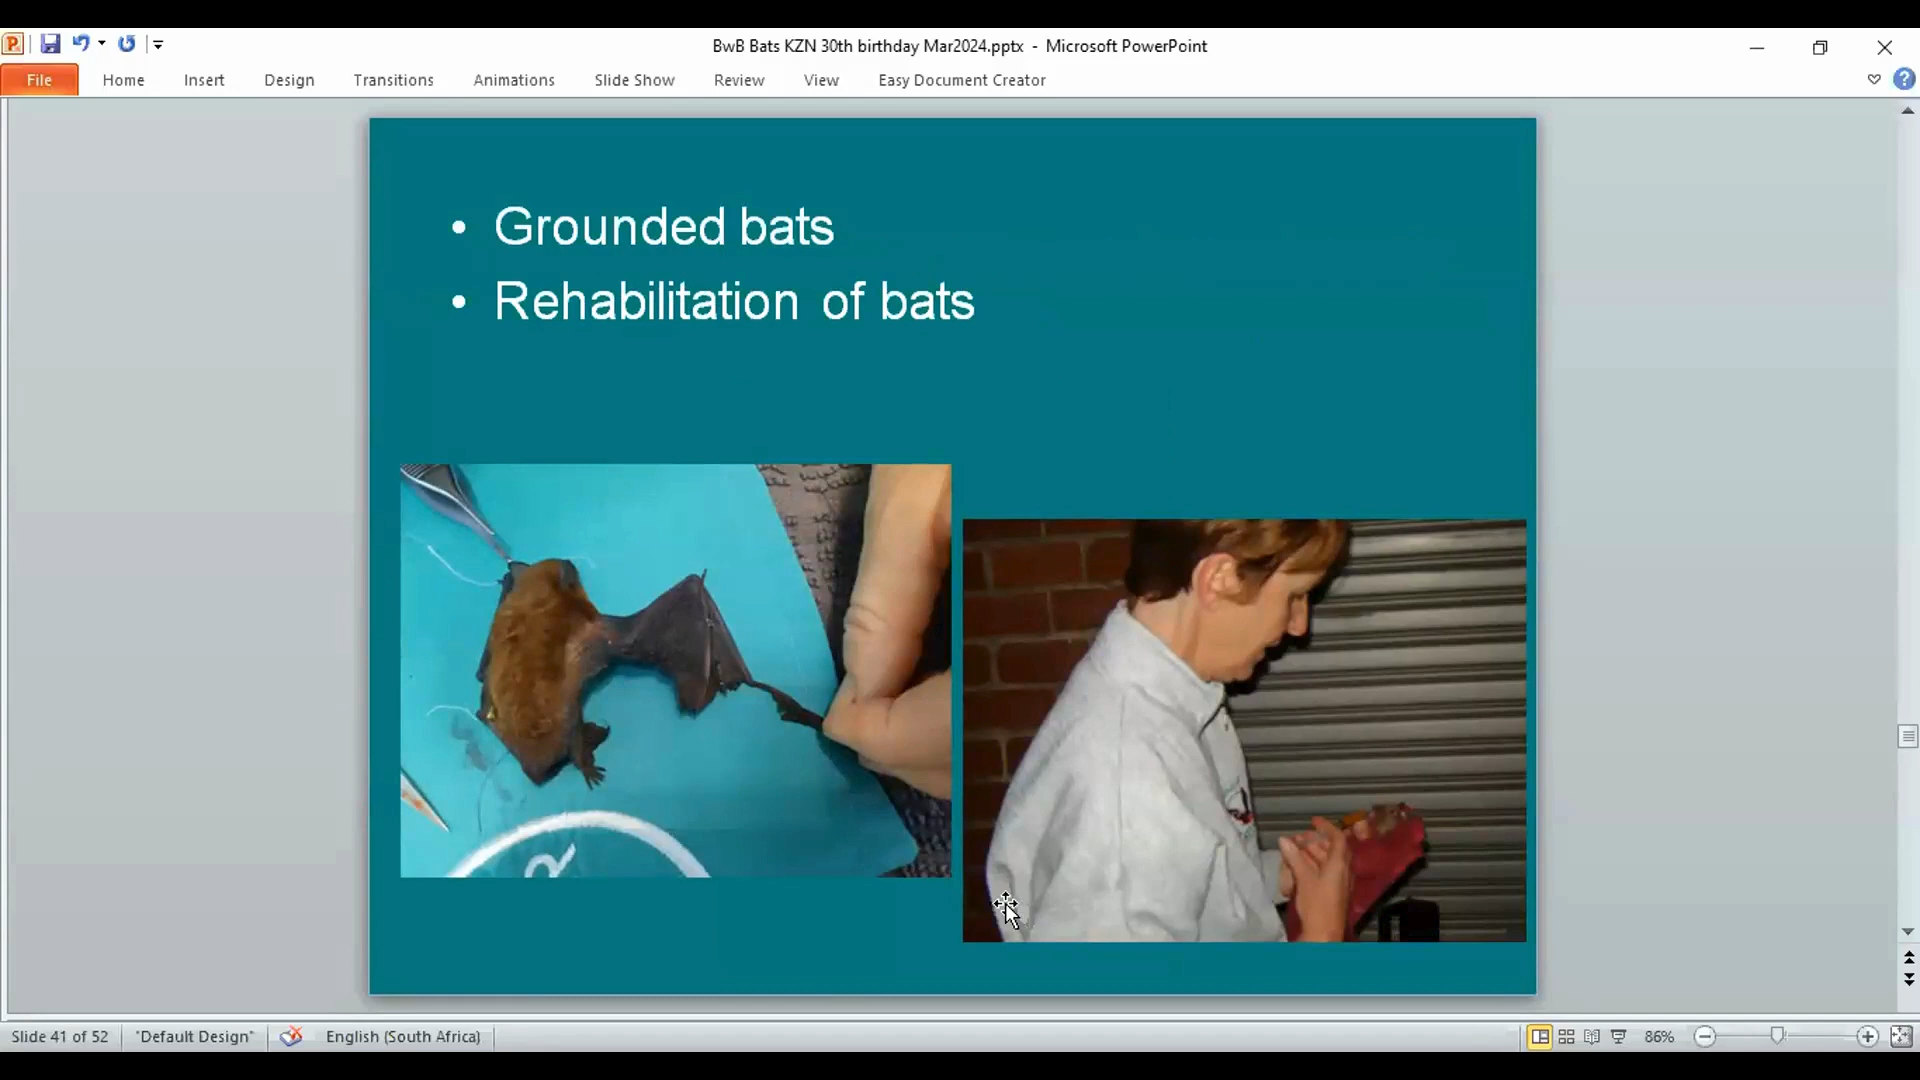 BwB Bats KZN 30th birthday Mar2024.pptx - Microsoft PowerPoint
File Home Insert Design Transitions Animations Slide Show Review View Easy Document Creator
• Grounded bats
• Rehabilitation of bats
Slide 41 of 52 "Default Design" English (South Africa) 86%